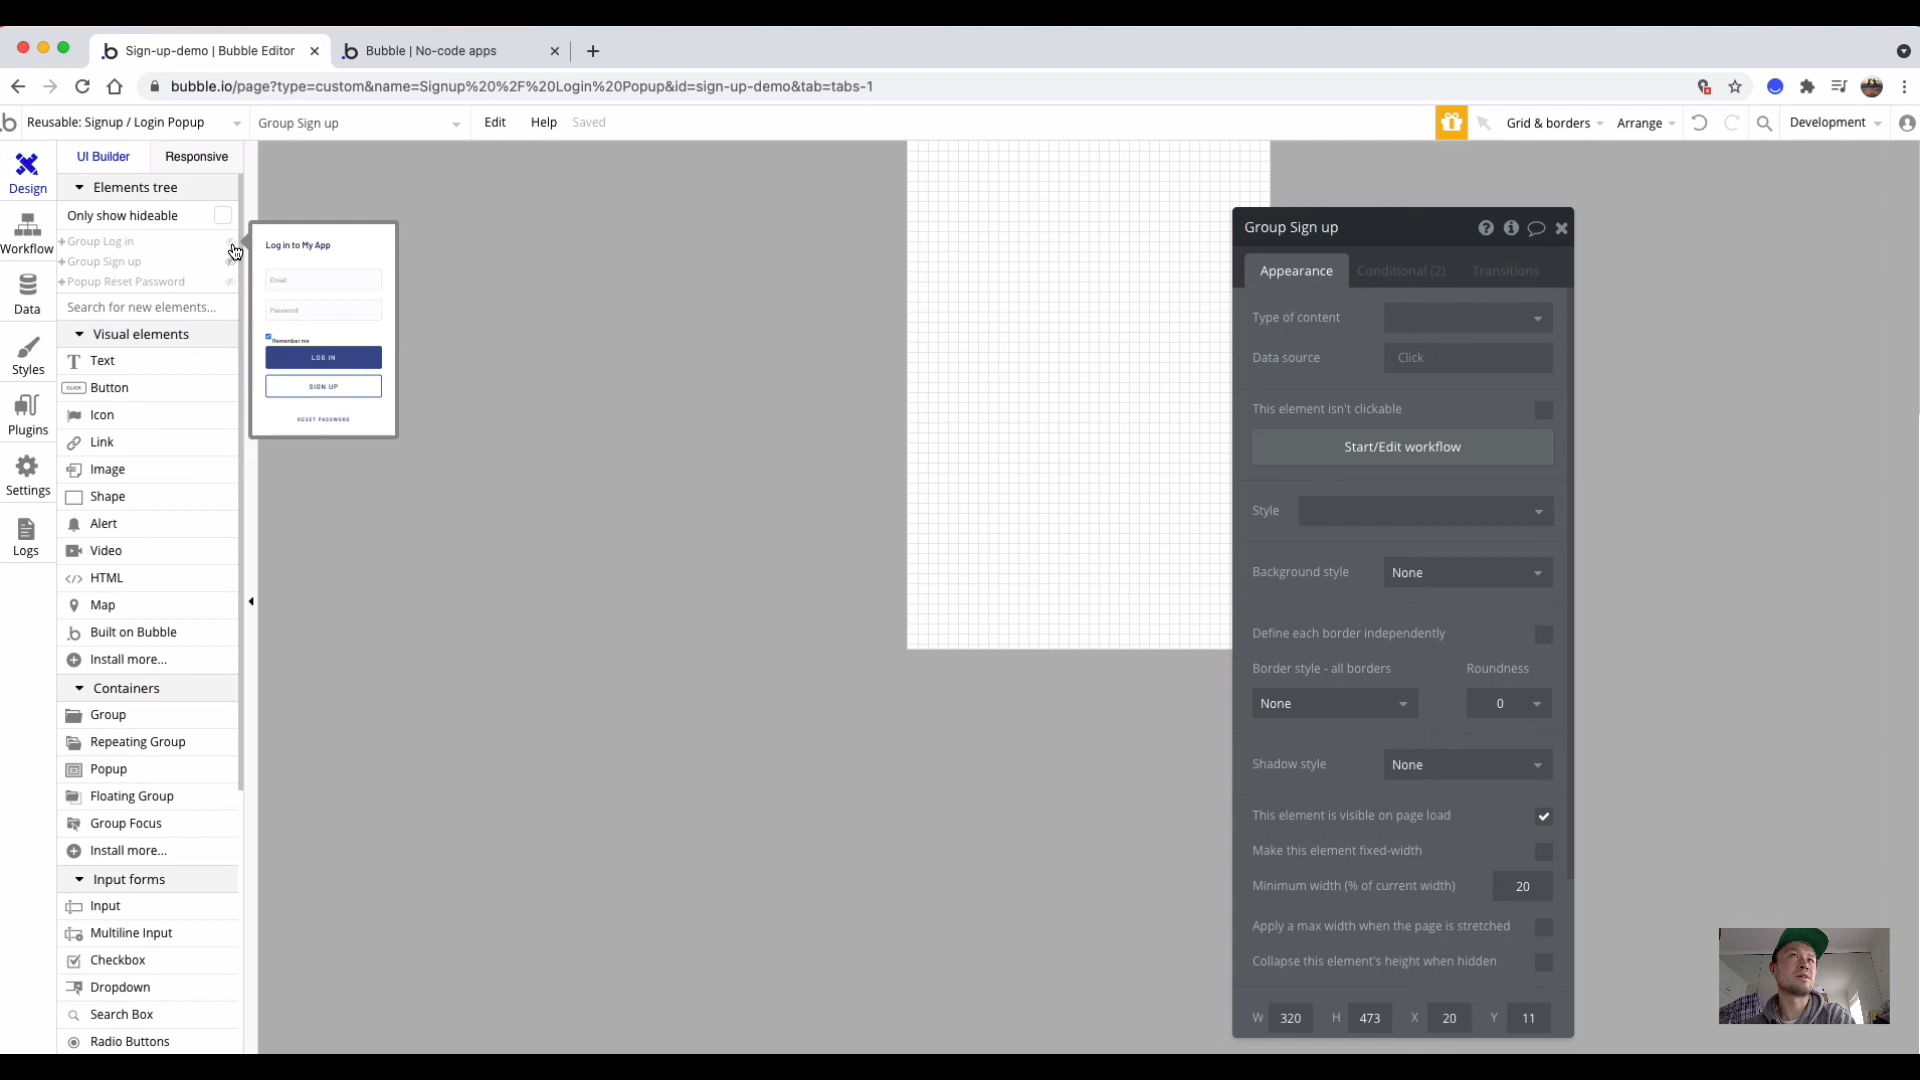 Sign-up-demo | Bubble Editor
Bubble | No-code apps
bubble.io/page?type=custom&name=Signup%20%2F%20Login%20Popup&id=sign-up-demo&tab=tabs-1
Reusable: Signup / Login Popup
Group Sign up
Edit
Help
Saved
Grid & borders
Arrange
Development
Design
Workflow
Data
Styles
Plugins
Settings
Logs
UI Builder
Responsive
Elements tree
Only show hideable
Group Log in
Group Sign up
Popup Reset Password
Search for new elements...
Visual elements
Text
CLICK Button
Icon
Link
Image
Shape
Alert
Video
</> HTML
Map
Built on Bubble
Install more...
Containers
Group
Repeating Group
Popup
Floating Group
Group Focus
Install more...
Input forms
Input
Multiline Input
Checkbox
Dropdown
Search Box
Radio Buttons
Log in to My App
Email
Password
Remember me
LOG IN
SIGN UP
RESET PASSWORD
Group Sign up
Appearance
Conditional (2)
Transitions
Type of content
Data source
Click
This element isn't clickable
Start/Edit workflow
Style
Background style
None
Define each border independently
Border style - all borders
Roundness
None
0
Shadow style
None
This element is visible on page load
Make this element fixed-width
Minimum width (% of current width)
20
Apply a max width when the page is stretched
Collapse this element's height when hidden
W 320 H 473 X 20 Y 11